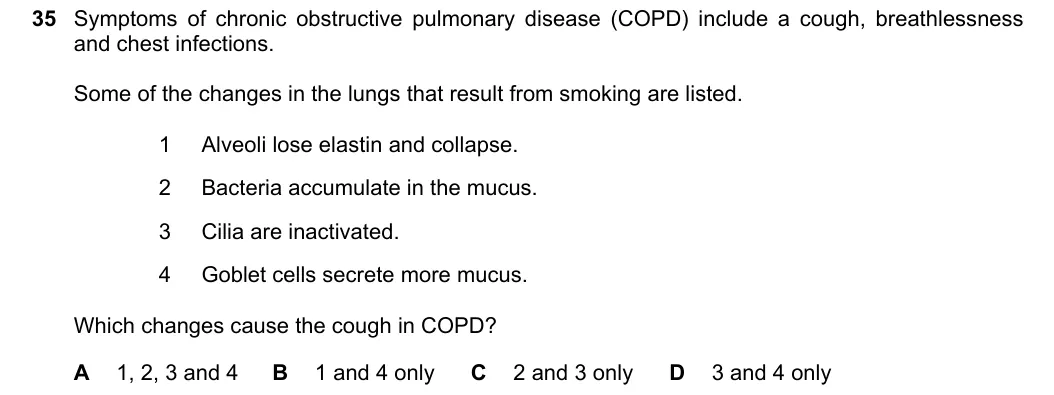 35 Symptoms of chronic obstructive pulmonary disease (COPD) include a cough, breathlessness
and chest infections.
Some of the changes in the lungs that result from smoking are listed.
1 Alveoli lose elastin and collapse.
2 Bacteria accumulate in the mucus.
3 Cilia are inactivated.
4 Goblet cells secrete more mucus.
Which changes cause the cough in COPD?
A 1, 2, 3 and 4 B 1 and 4 only C 2 and 3 only D 3 and 4 only